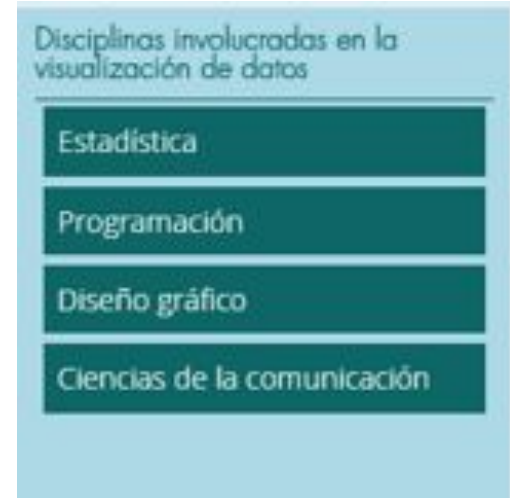 Disciplinas involucradas en la
visualización de datos
Estadística
Programación
Diseño gráfico
Ciencias de la comunicación